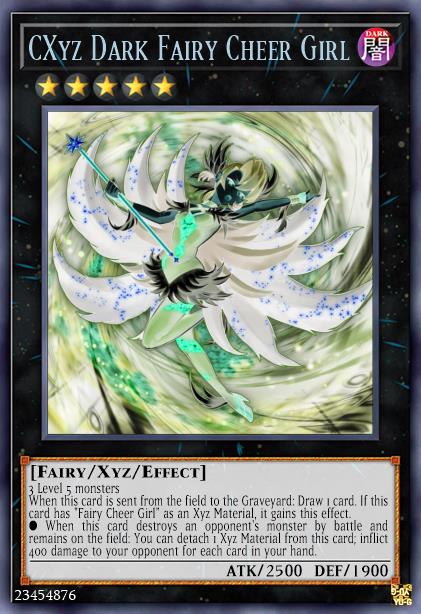 CXyz Dark Fairy Cheer Girl
DARK
闇
[Fairy/Xyz/Effect]
3 Level 5 monsters
When this card is sent from the field to the Graveyard: Draw 1 card. If this
card has "Fairy Cheer Girl" as an Xyz Material, it gains this effect.
● When this card destroys an opponent's monster by battle and
remains on the field: You can detach 1 Xyz Material from this card; inflict
400 damage to your opponent for each card in your hand.
ATK/2500 DEF/1900
23454876